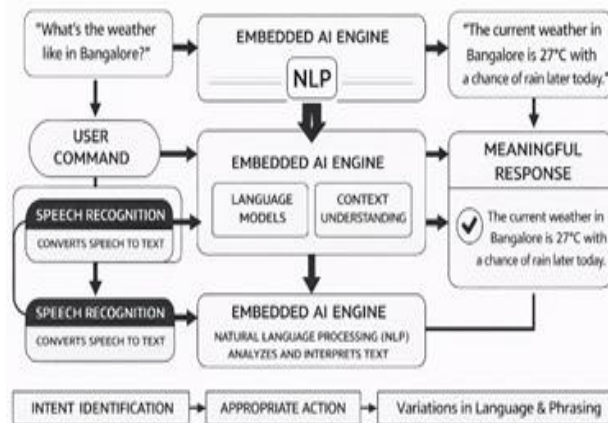 "What's the weather
like in Bangalore?"
EMBEDDED AI ENGINE
NLP
"The current weather in
Bangalore is 27°C with
a chance of rain later today."
USER
COMMAND
EMBEDDED AI ENGINE
LANGUAGE
MODELS
CONTEXT
UNDERSTANDING
MEANINGFUL
RESPONSE
The current weather in
Bangalore is 27°C with
a chance of rain later today.
SPEECH RECOGNITION
CONVERTS SPEECH TO TEXT
SPEECH RECOGNITION
CONVERTS SPEECH TO TEXT
EMBEDDED AI ENGINE
NATURAL LANGUAGE PROCESSING (NLP)
ANALYZES AND INTERPRETS TEXT
INTENT IDENTIFICATION
APPROPRIATE ACTION
Variations in Language & Phrasing